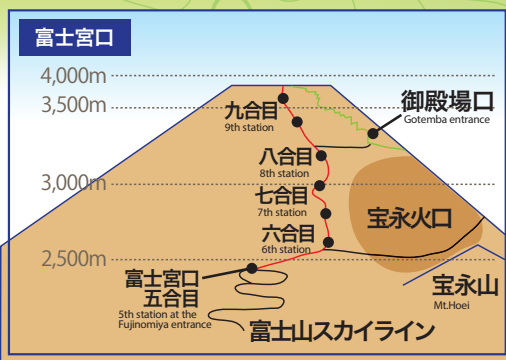 富士宮口
4,000m
3,500m
九合目
9th station
御殿場口
Gotemba entrance
八合目
8th station
3,000m
七合目
7th station
宝永火口
六合目
6th station
2,500m
富士宮口
五合目
5th station at the
Fujinomiya entrance
宝永山
Mt.Hoei
富士山スカイライン